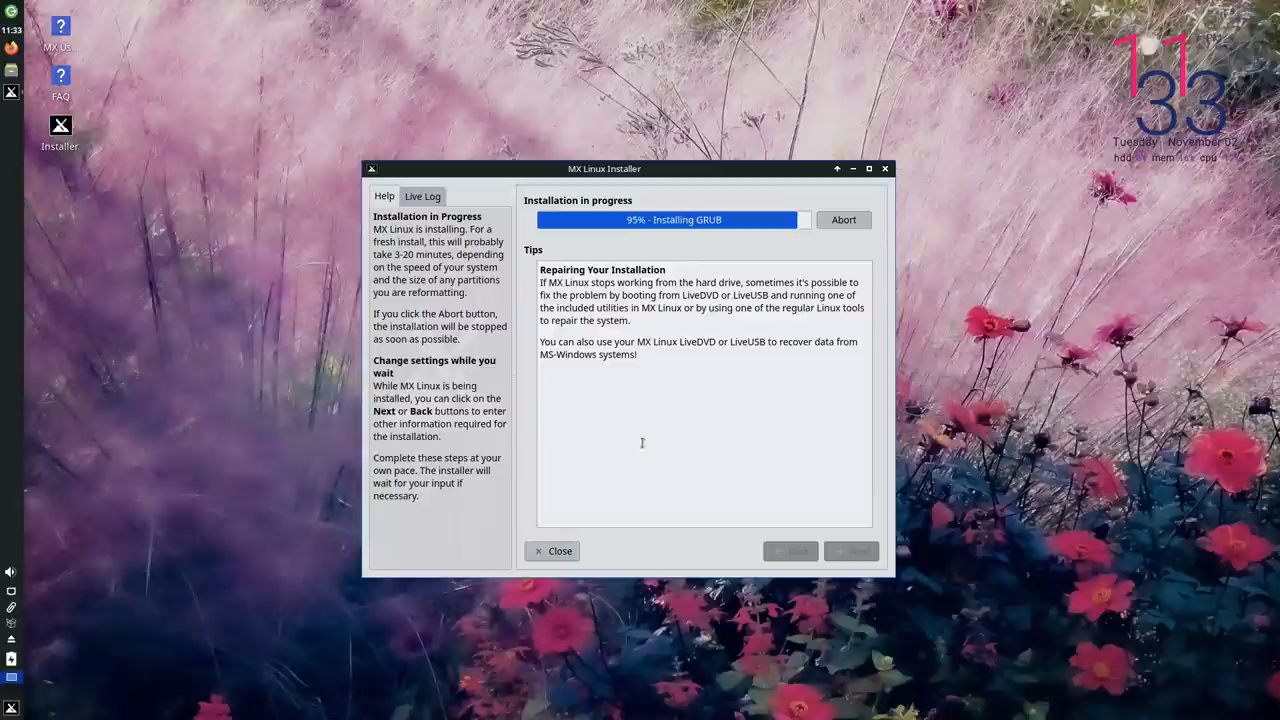 11:33
MX Us...
FAQ
Installer
11 PM
33
Tuesday November 02
hdd mem cpu
MX Linux Installer
Help
Live Log
Installation in Progress
MX Linux is installing. For a
fresh install, this will probably
take 3-20 minutes, depending
on the speed of your system
and the size of any partitions
you are reformatting.
If you click the Abort button,
the installation will be stopped
as soon as possible.
Change settings while you
wait
While MX Linux is being
installed, you can click on the
Next or Back buttons to enter
other information required for
the installation.
Complete these steps at your
own pace. The installer will
wait for your input if
necessary.
Installation in progress
95% - Installing GRUB
Abort
Tips
Repairing Your Installation
If MX Linux stops working from the hard drive, sometimes it's possible to
fix the problem by booting from LiveDVD or LiveUSB and running one of
the included utilities in MX Linux or by using one of the regular Linux tools
to repair the system.
You can also use your MX Linux LiveDVD or LiveUSB to recover data from
MS-Windows systems!
Close
Back
Next